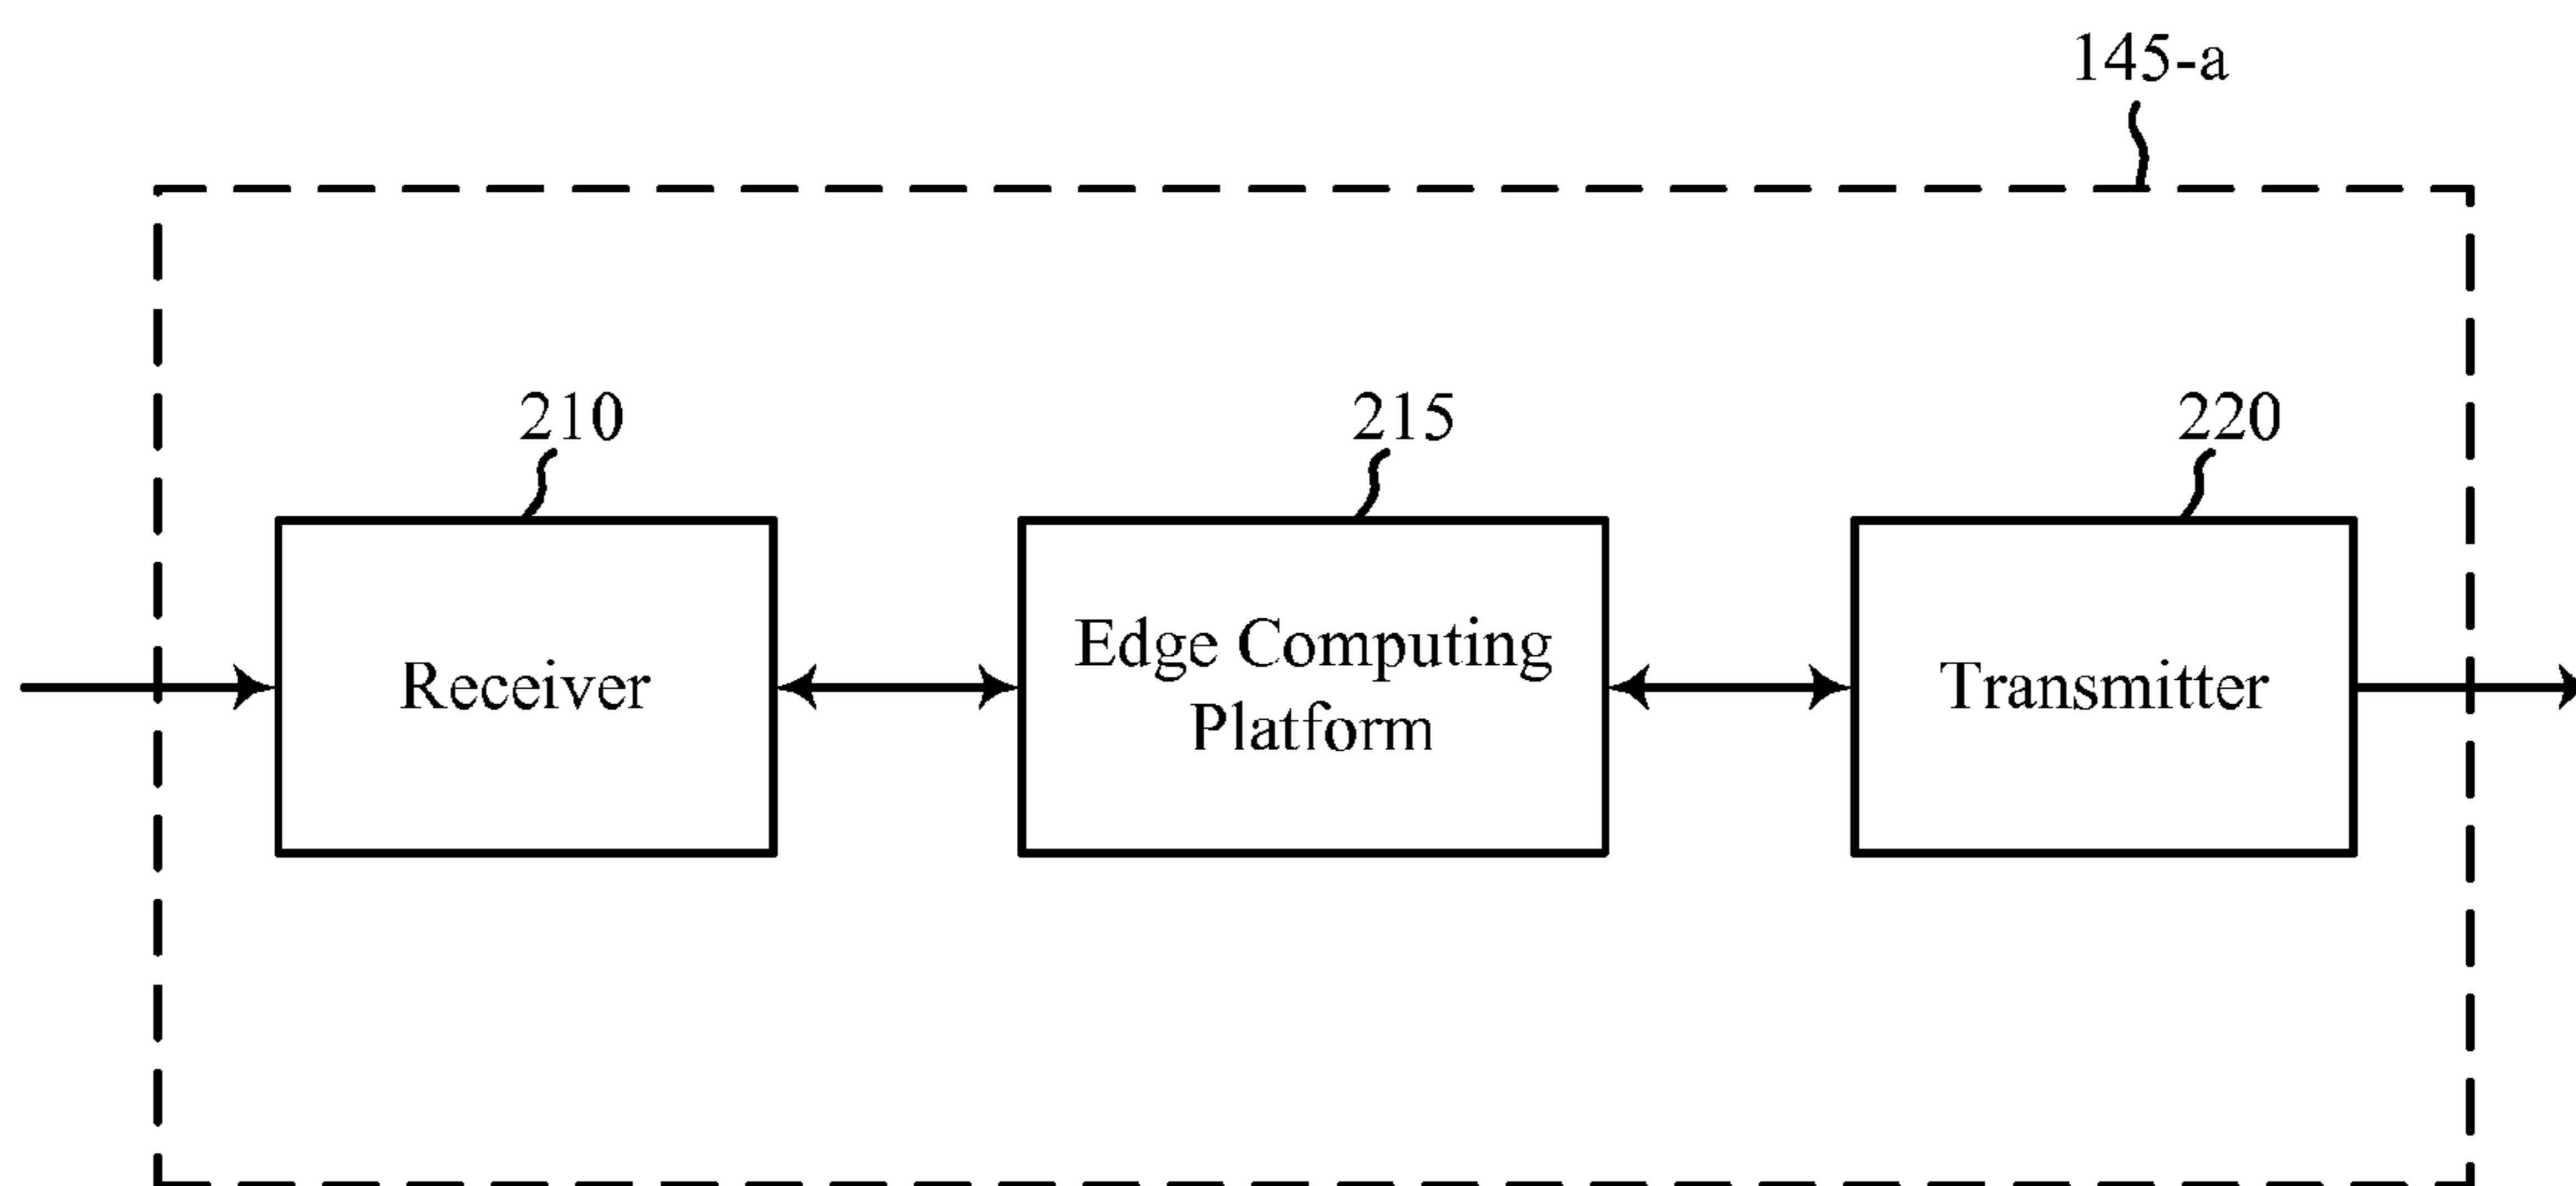 145-a
210
215
220
Receiver
Edge Computing
Platform
Transmitter